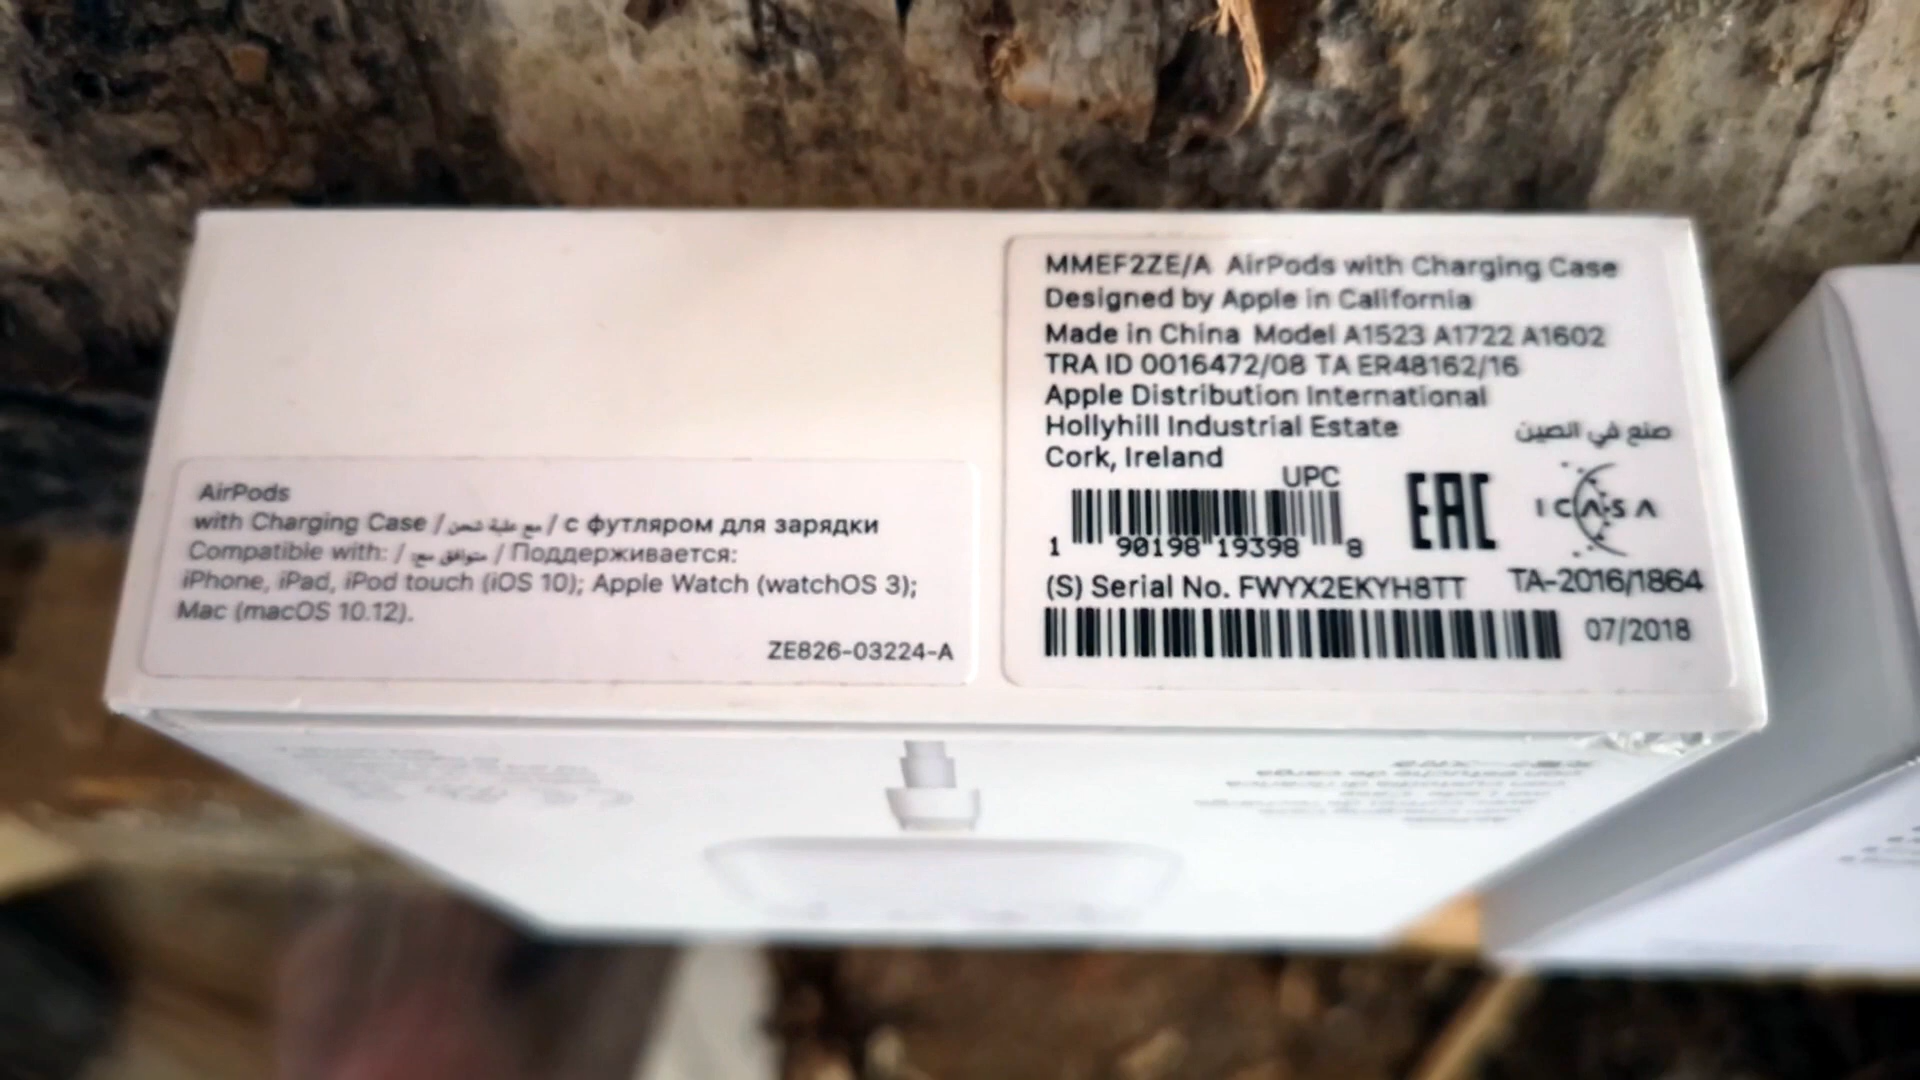 AirPods
with Charging Case / مع علبة شحن / с футляром для зарядки
Compatible with: / متوافق مع: / Поддерживается:
iPhone, iPad, iPod touch (iOS 10); Apple Watch (watchOS 3);
Mac (macOS 10.12).
ZE826-03224-A
MMEF2ZE/A AirPods with Charging Case
Designed by Apple in California
Made in China Model A1523 A1722 A1602
TRA ID 0016472/08 TA ER48162/16
Apple Distribution International
Hollyhill Industrial Estate
Cork, Ireland
صنع في الصين
UPC
1 90198 19398 8
EAC
ICASA
(S) Serial No. FWYX2EKYH8TT
TA-2016/1864
07/2018